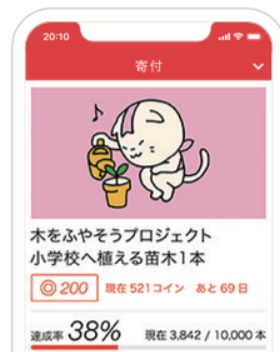 20:10
寄付
木をふやそうプロジェクト
小学校へ植える苗木1本
200 現在 521コイン あと 69 日
達成率 38% 現在 3,842 / 10,000 本